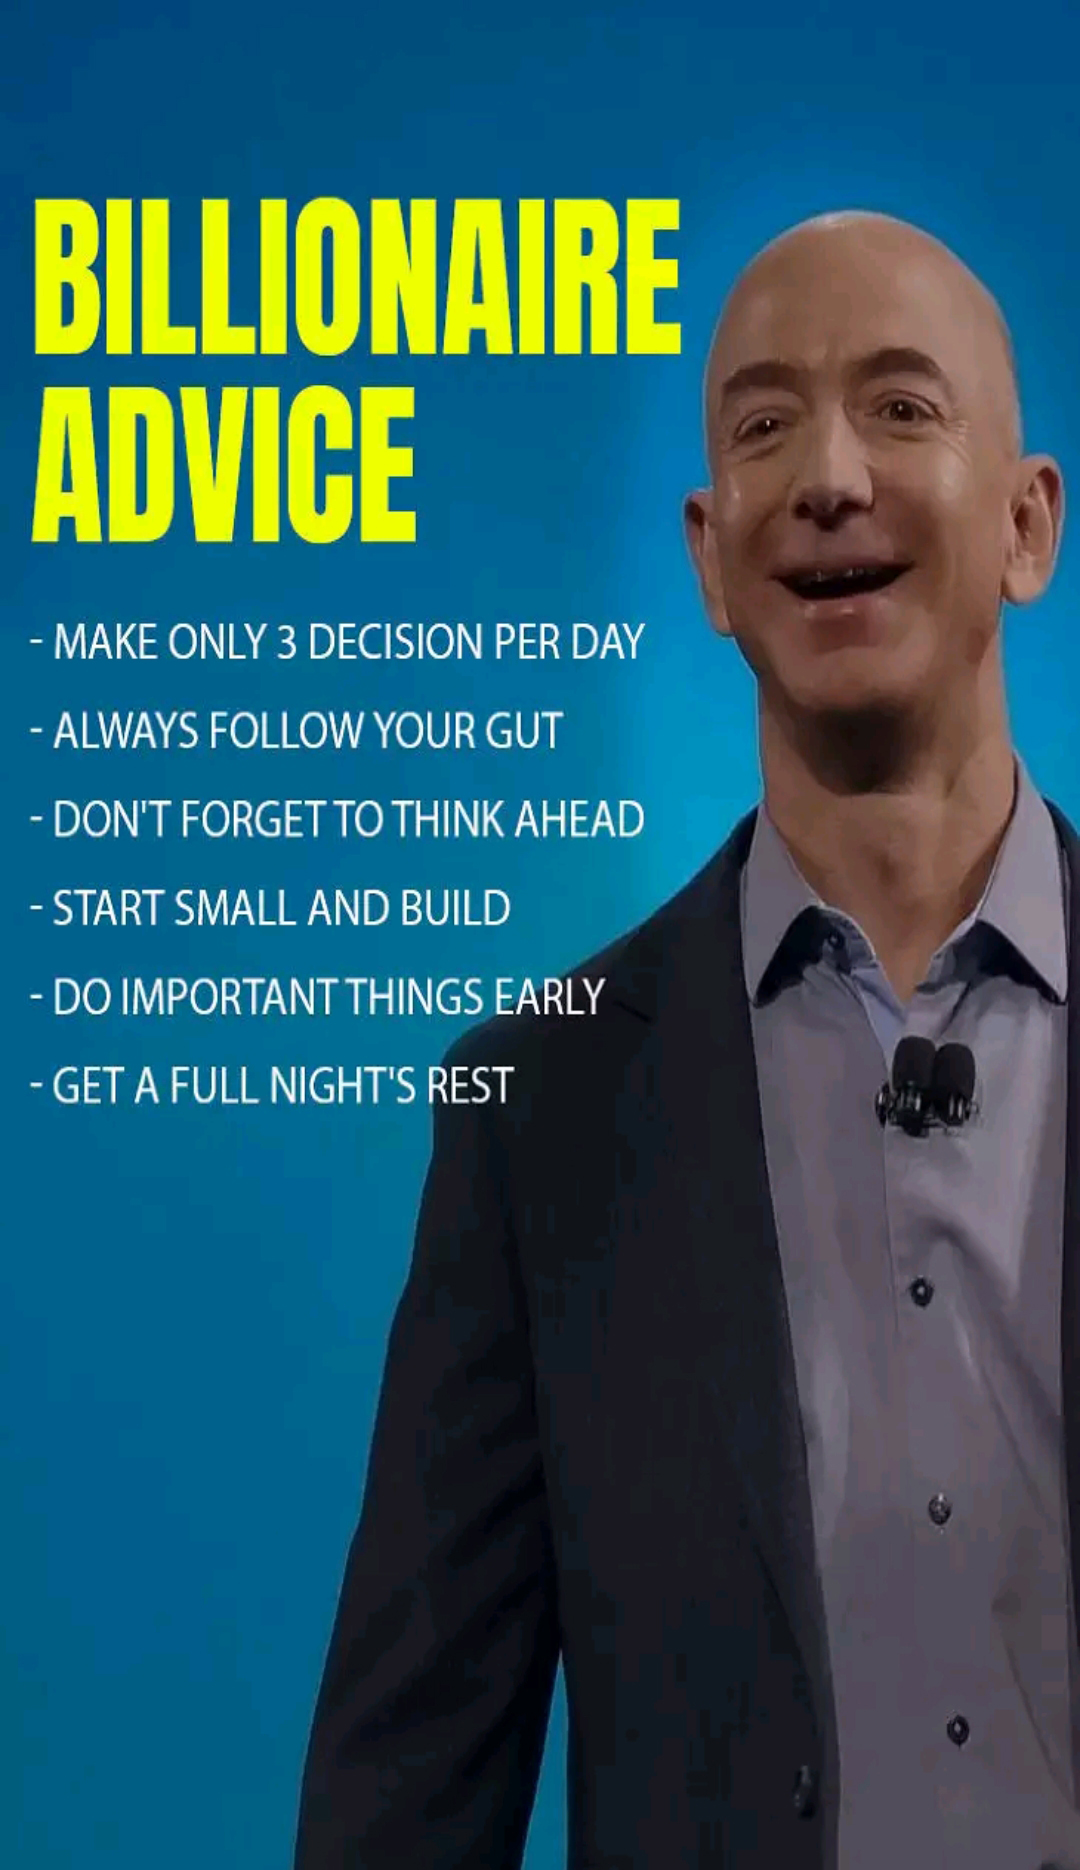 BILLIONAIRE
ADVICE
- MAKE ONLY 3 DECISION PER DAY
- ALWAYS FOLLOW YOUR GUT
- DON'T FORGET TO THINK AHEAD
- START SMALL AND BUILD
- DO IMPORTANT THINGS EARLY
- GET A FULL NIGHT'S REST